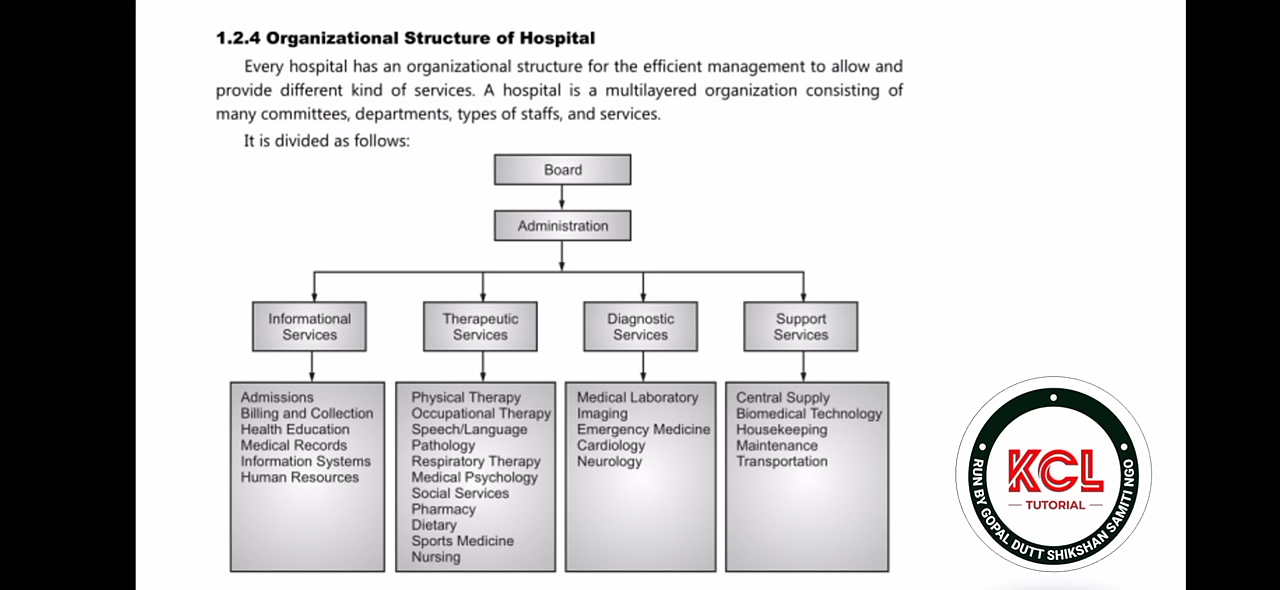 1.2.4 Organizational Structure of Hospital
Every hospital has an organizational structure for the efficient management to allow and
provide different kind of services. A hospital is a multilayered organization consisting of
many committees, departments, types of staffs, and services.
It is divided as follows:
Board
Administration
Informational
Services
Therapeutic
Services
Diagnostic
Services
Support
Services
Admissions
Billing and Collection
Health Education
Medical Records
Information Systems
Human Resources
Physical Therapy
Occupational Therapy
Speech/Language
Pathology
Respiratory Therapy
Medical Psychology
Social Services
Pharmacy
Dietary
Sports Medicine
Nursing
Medical Laboratory
Imaging
Emergency Medicine
Cardiology
Neurology
Central Supply
Biomedical Technology
Housekeeping
Maintenance
Transportation
KCL
TUTORIAL
RUN BY GOPAL DUTT SHIKSHAN SAMITI NGO